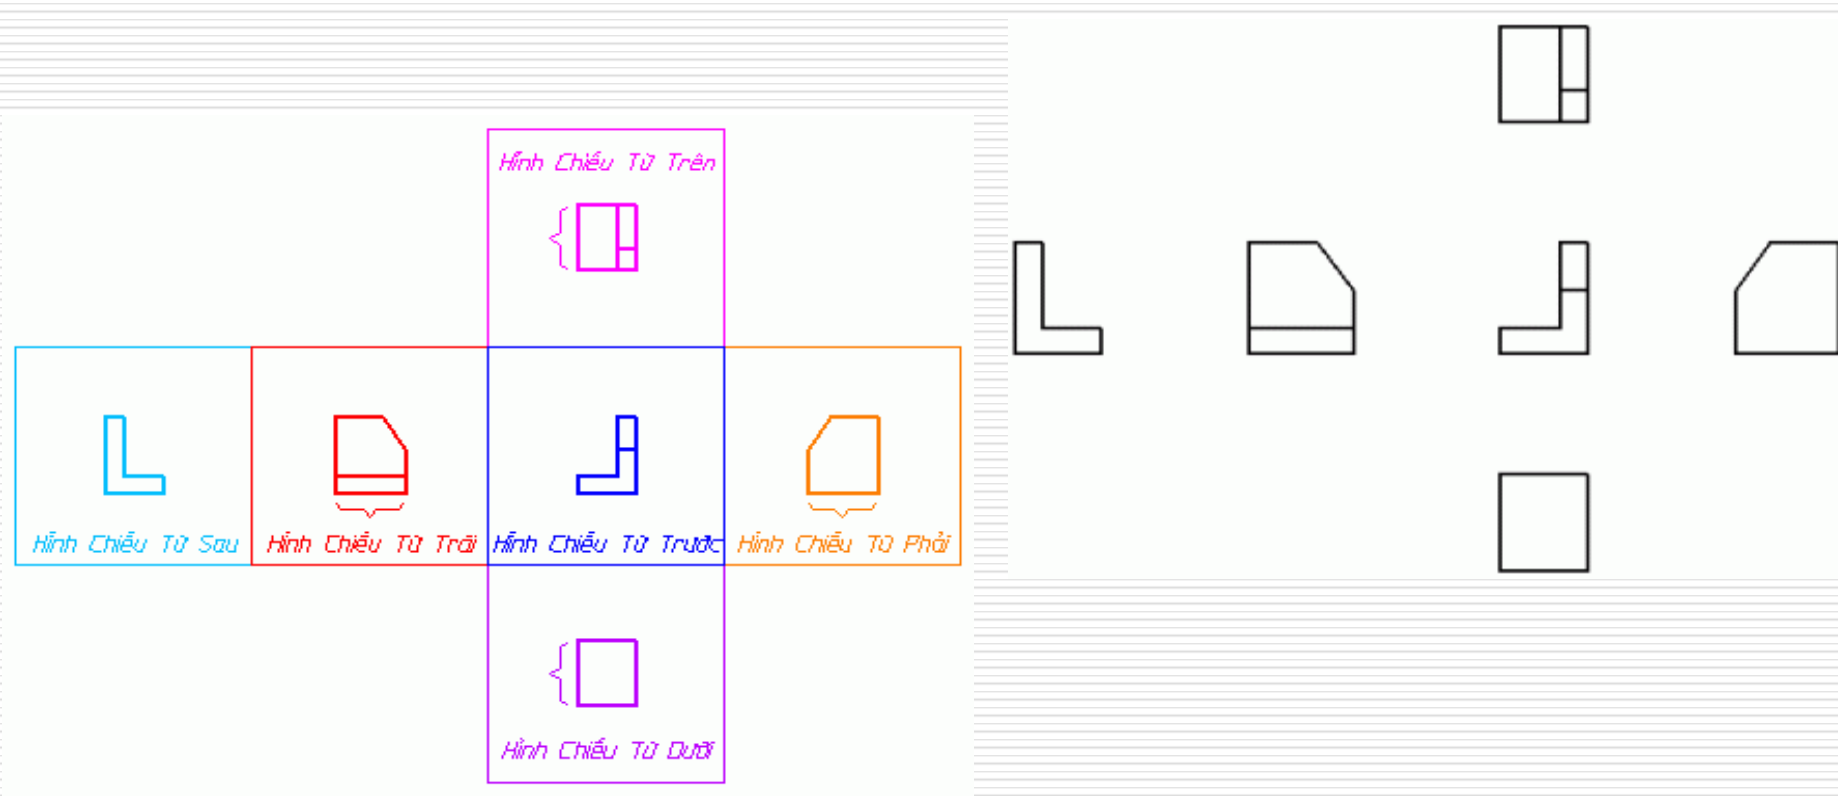 Hình Chiếu Từ Trên
Hình Chiếu Từ Sau
Hình Chiếu Từ Trái
Hình Chiếu Từ Trước
Hình Chiếu Từ Phải
Hình Chiếu Từ Dưới